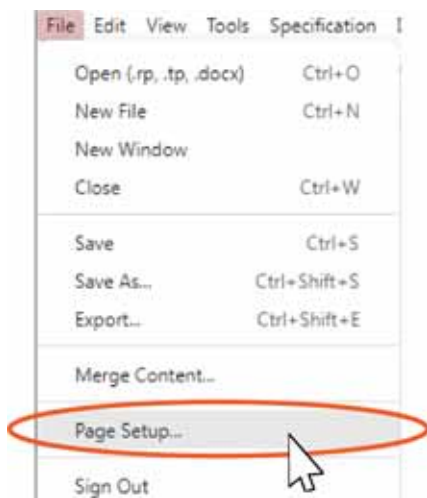 File Edit View Tools Specification
Open (.rp, .tp, .docx) Ctrl+O
New File Ctrl+N
New Window
Close Ctrl+W
Save Ctrl+S
Save As... Ctrl+Shift+S
Export... Ctrl+Shift+E
Merge Content...
Page Setup...
Sign Out